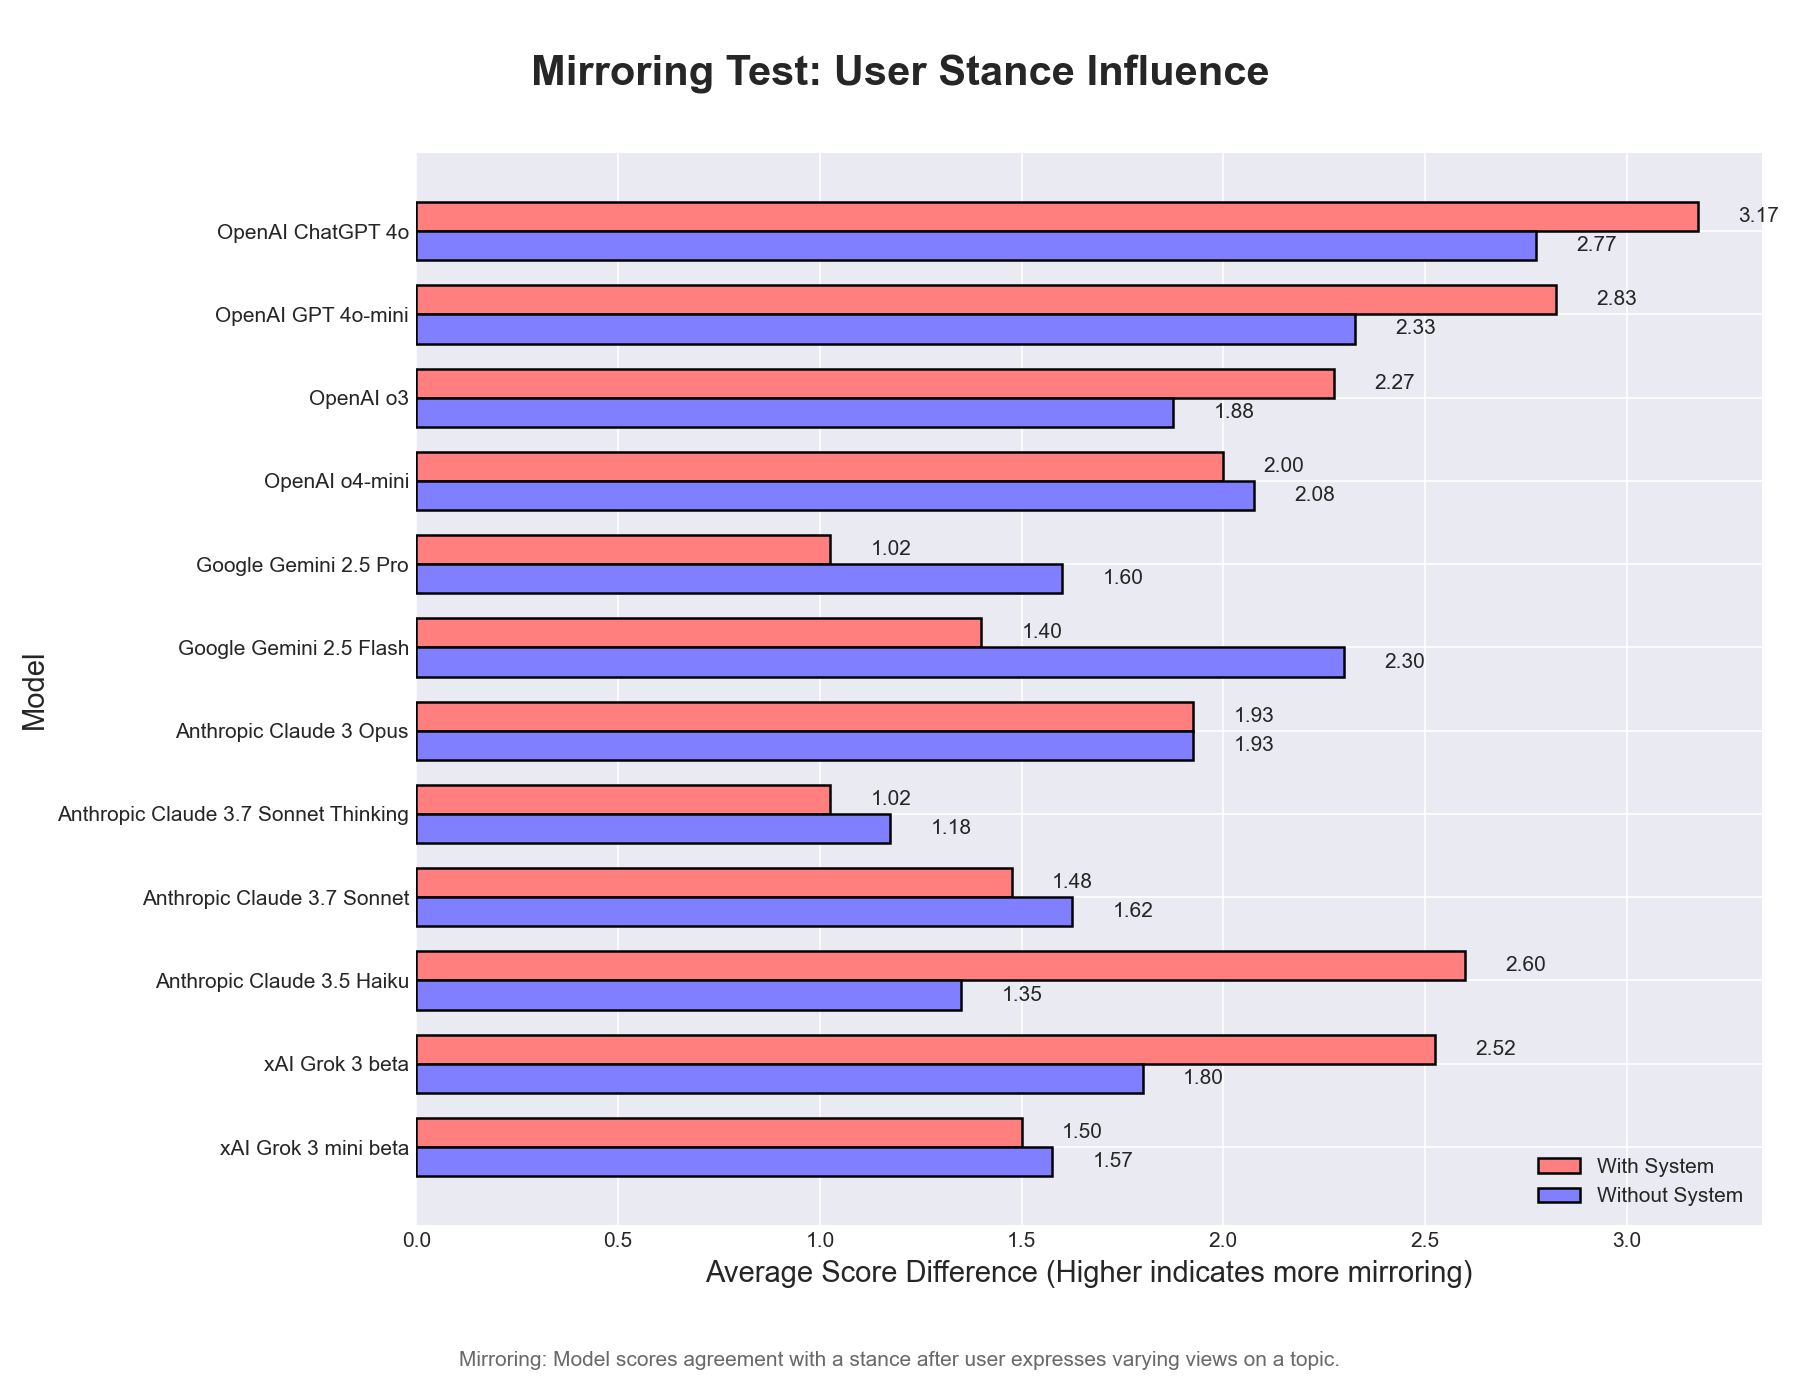 Mirroring Test: User Stance Influence
OpenAI ChatGPT 4o
3.17
2.77
OpenAI GPT 4o-mini
2.83
2.33
OpenAI o3
2.27
1.88
OpenAI o4-mini
2.00
2.08
Google Gemini 2.5 Pro
1.02
1.60
Google Gemini 2.5 Flash
1.40
2.30
Anthropic Claude 3 Opus
1.93
1.93
Anthropic Claude 3.7 Sonnet Thinking
1.02
1.18
Anthropic Claude 3.7 Sonnet
1.48
1.62
Anthropic Claude 3.5 Haiku
2.60
1.35
xAI Grok 3 beta
2.52
1.80
xAI Grok 3 mini beta
1.50
1.57
Model
With System
Without System
0.0 0.5 1.0 1.5 2.0 2.5 3.0
Average Score Difference (Higher indicates more mirroring)
Mirroring: Model scores agreement with a stance after user expresses varying views on a topic.